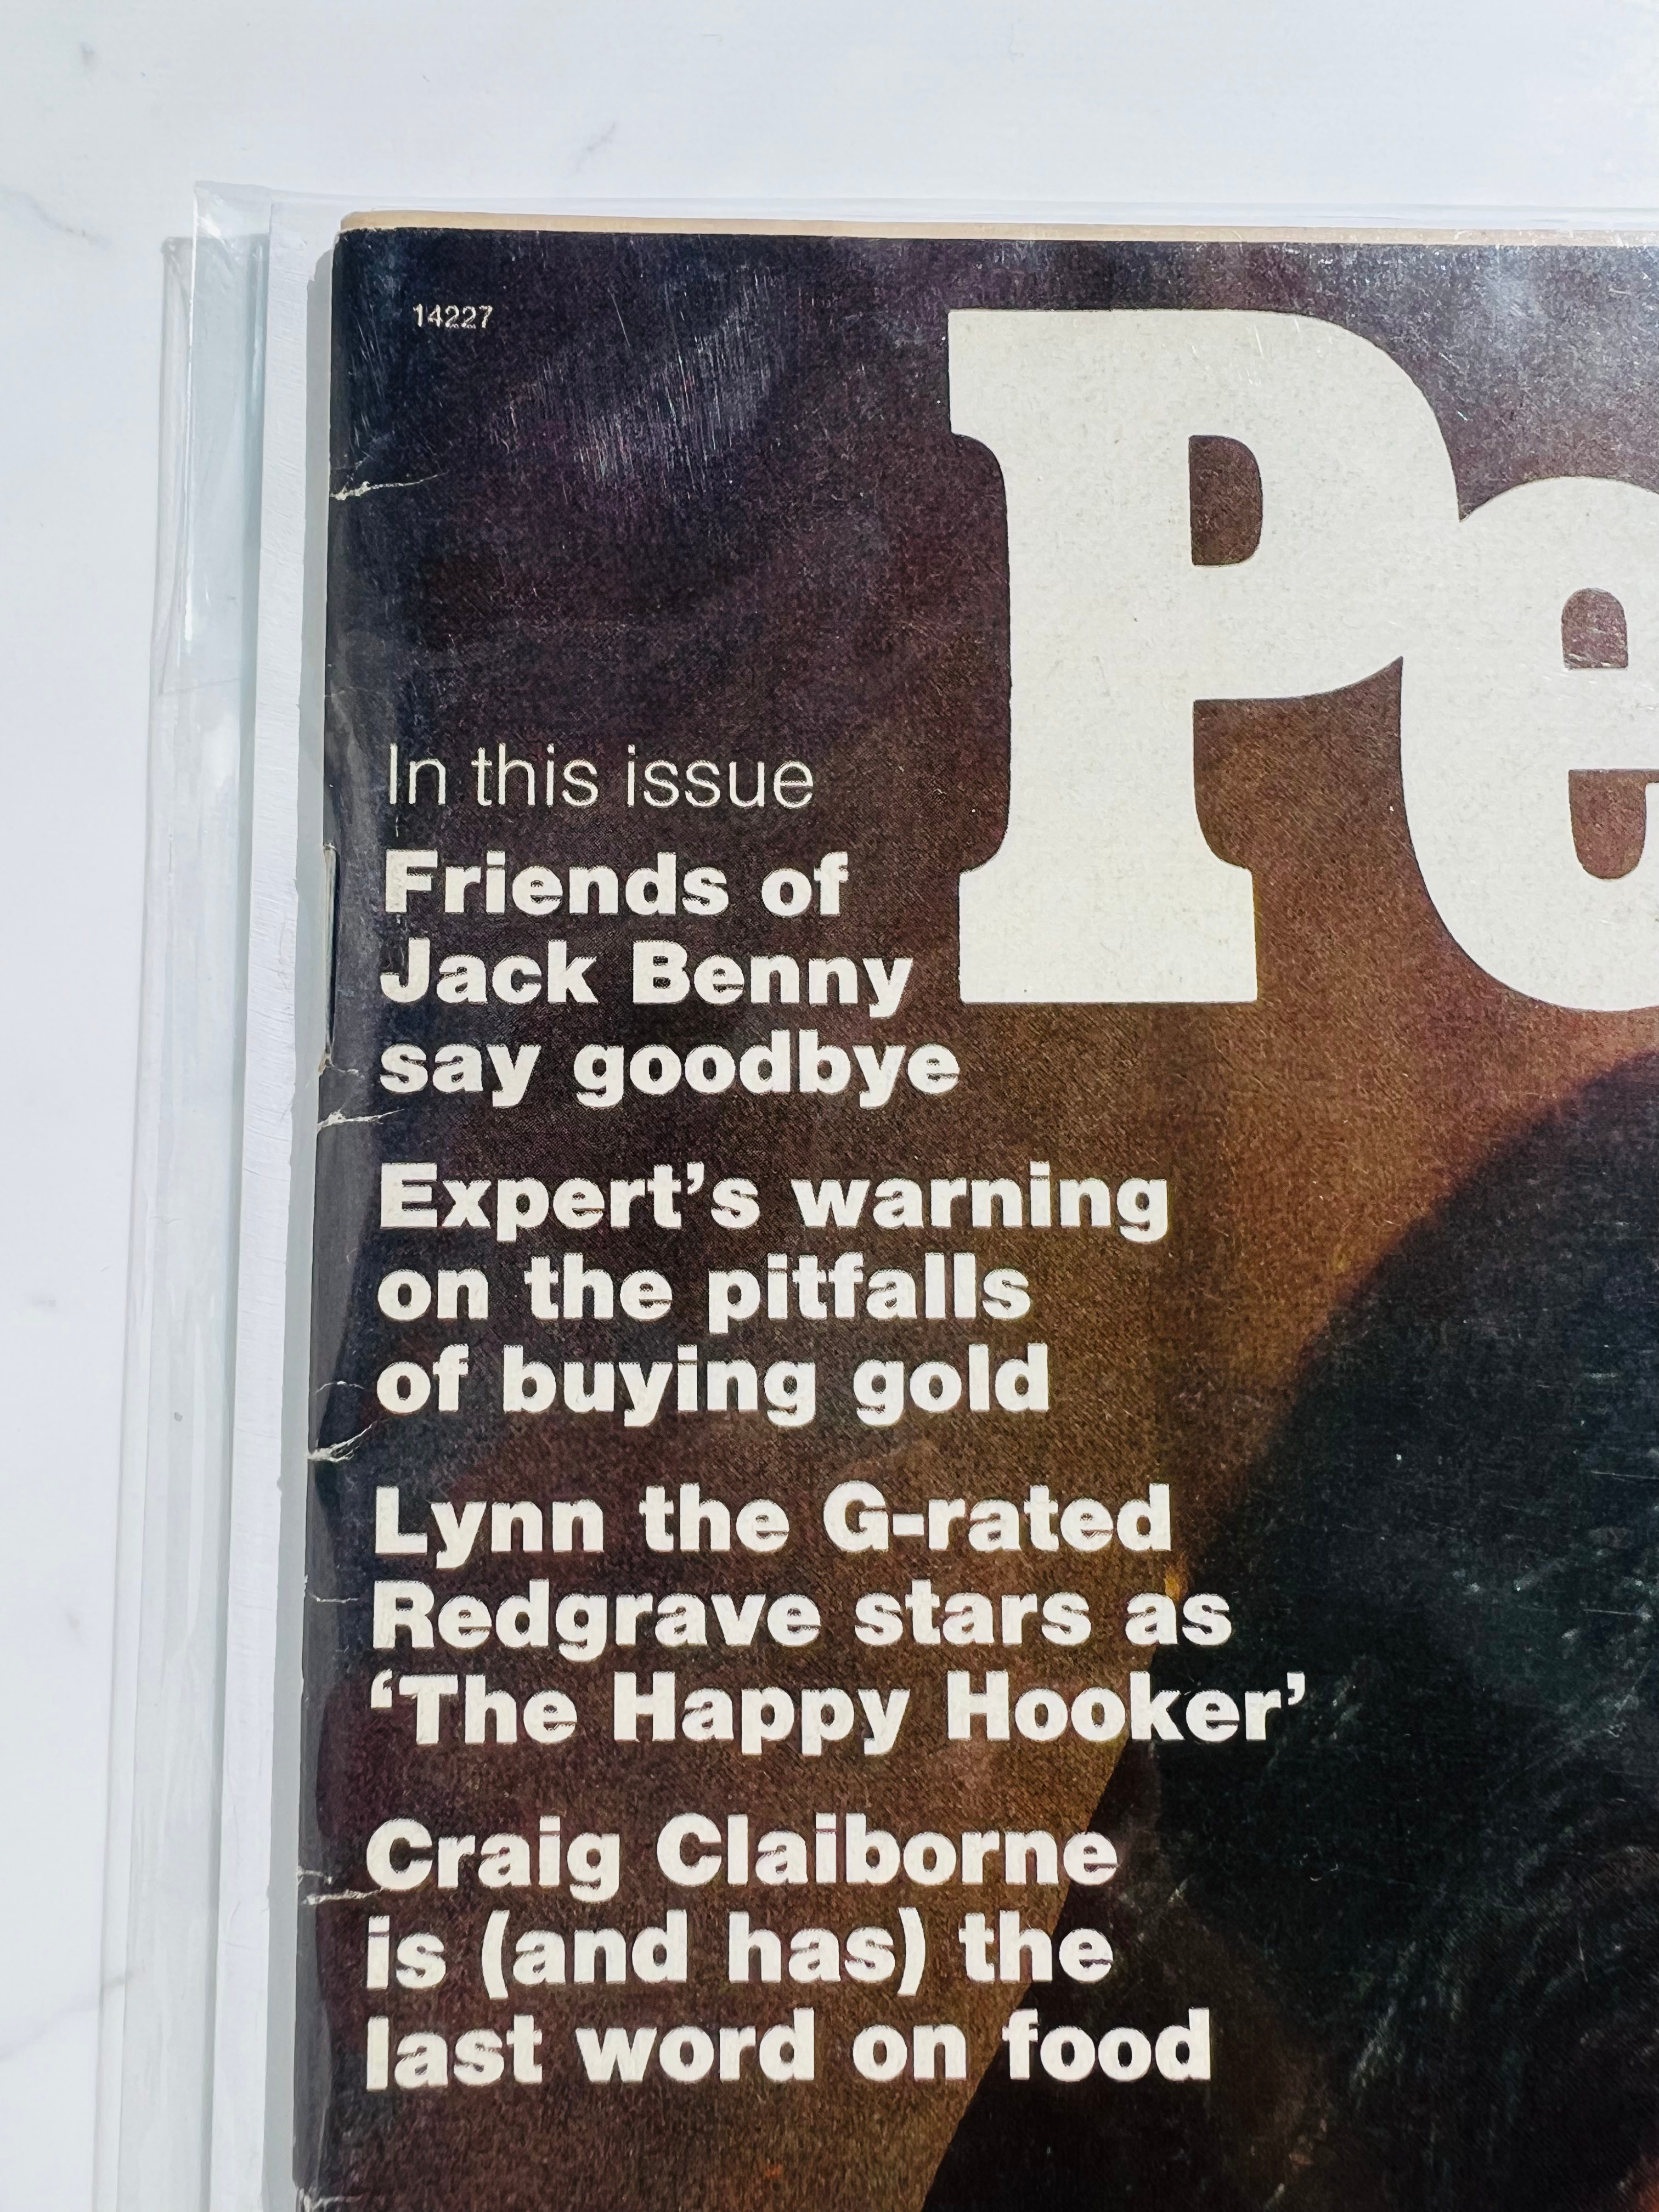 14227
Pe
In this issue
Friends of
Jack Benny
say goodbye
Expert's warning
on the pitfalls
of buying gold
Lynn the G-rated
Redgrave stars as
‘The Happy Hooker’
Craig Claiborne
is (and has) the
last word on food